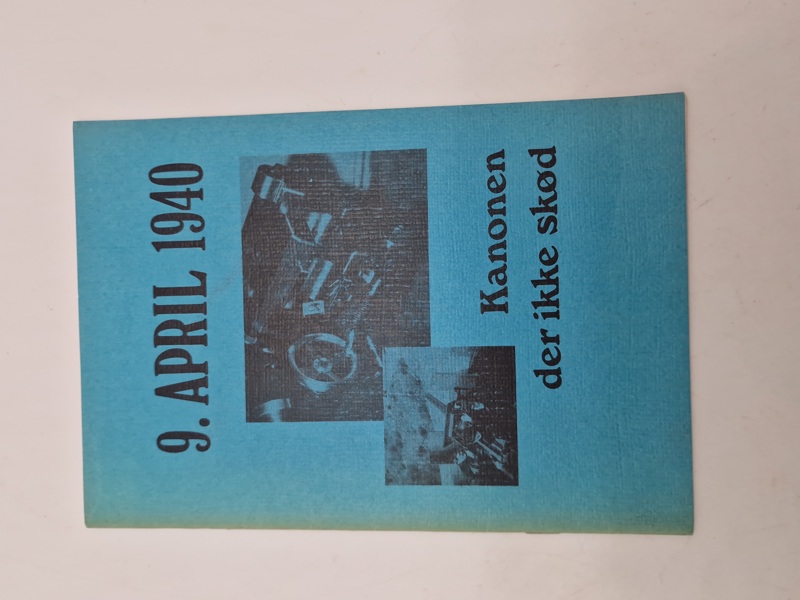 9. APRIL 1940
Kanonen
der ikke skød